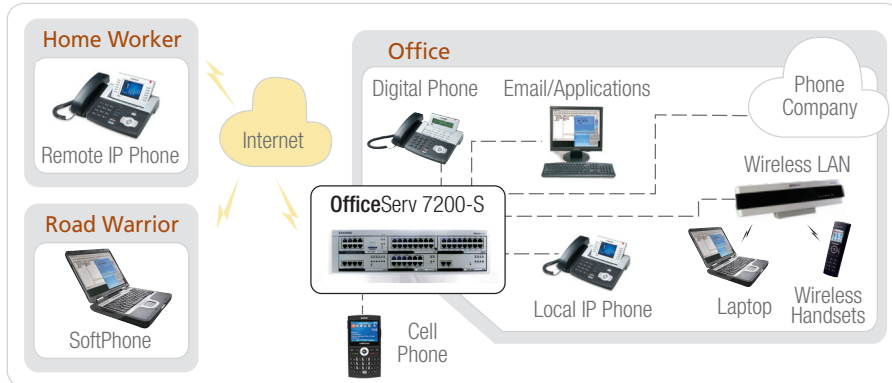 Home Worker
Remote IP Phone
Internet
Road Warrior
SoftPhone
Office
Digital Phone
Email/Applications
Phone
Company
Wireless LAN
OfficeServ 7200-S
Local IP Phone
Laptop
Wireless
Handsets
Cell
Phone